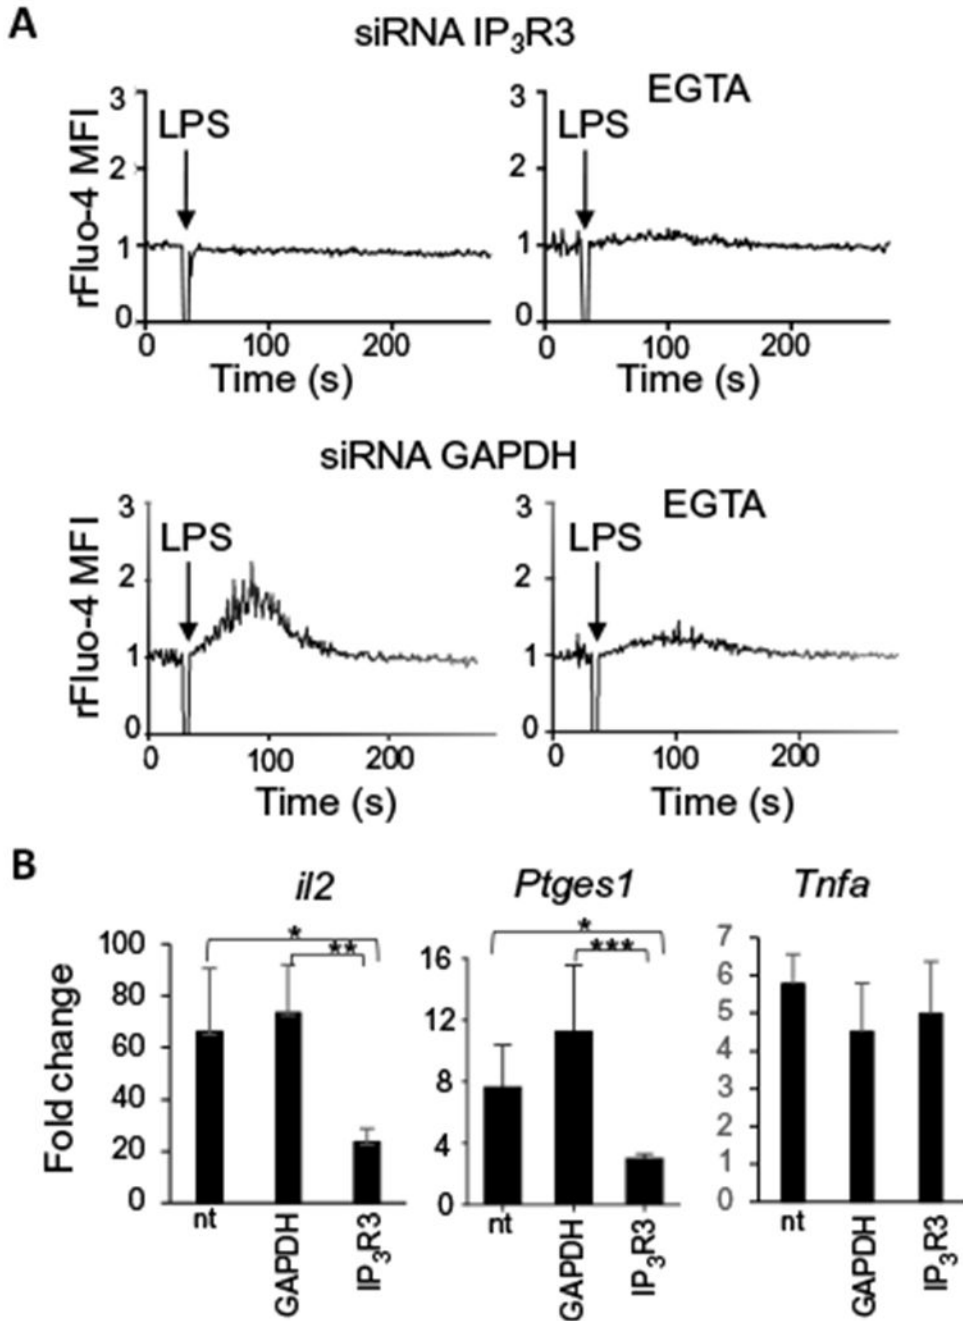 A
siRNA IP3R3
EGTA
3
LPS
2
1
0
rFluo-4 MFI
0 100 200
Time (s)
3
LPS
2
1
0
0 100 200
Time (s)
siRNA GAPDH
EGTA
3
LPS
2
1
0
rFluo-4 MFI
0 100 200
Time (s)
3
LPS
2
1
0
0 100 200
Time (s)
B
il2
Ptges1
Tnfa
Fold change
100
80
60
40
20
0
*
**
nt
GAPDH
IP3R3
16
12
8
4
0
*
***
nt
GAPDH
IP3R3
7
6
5
4
3
2
1
0
nt
GAPDH
IP3R3